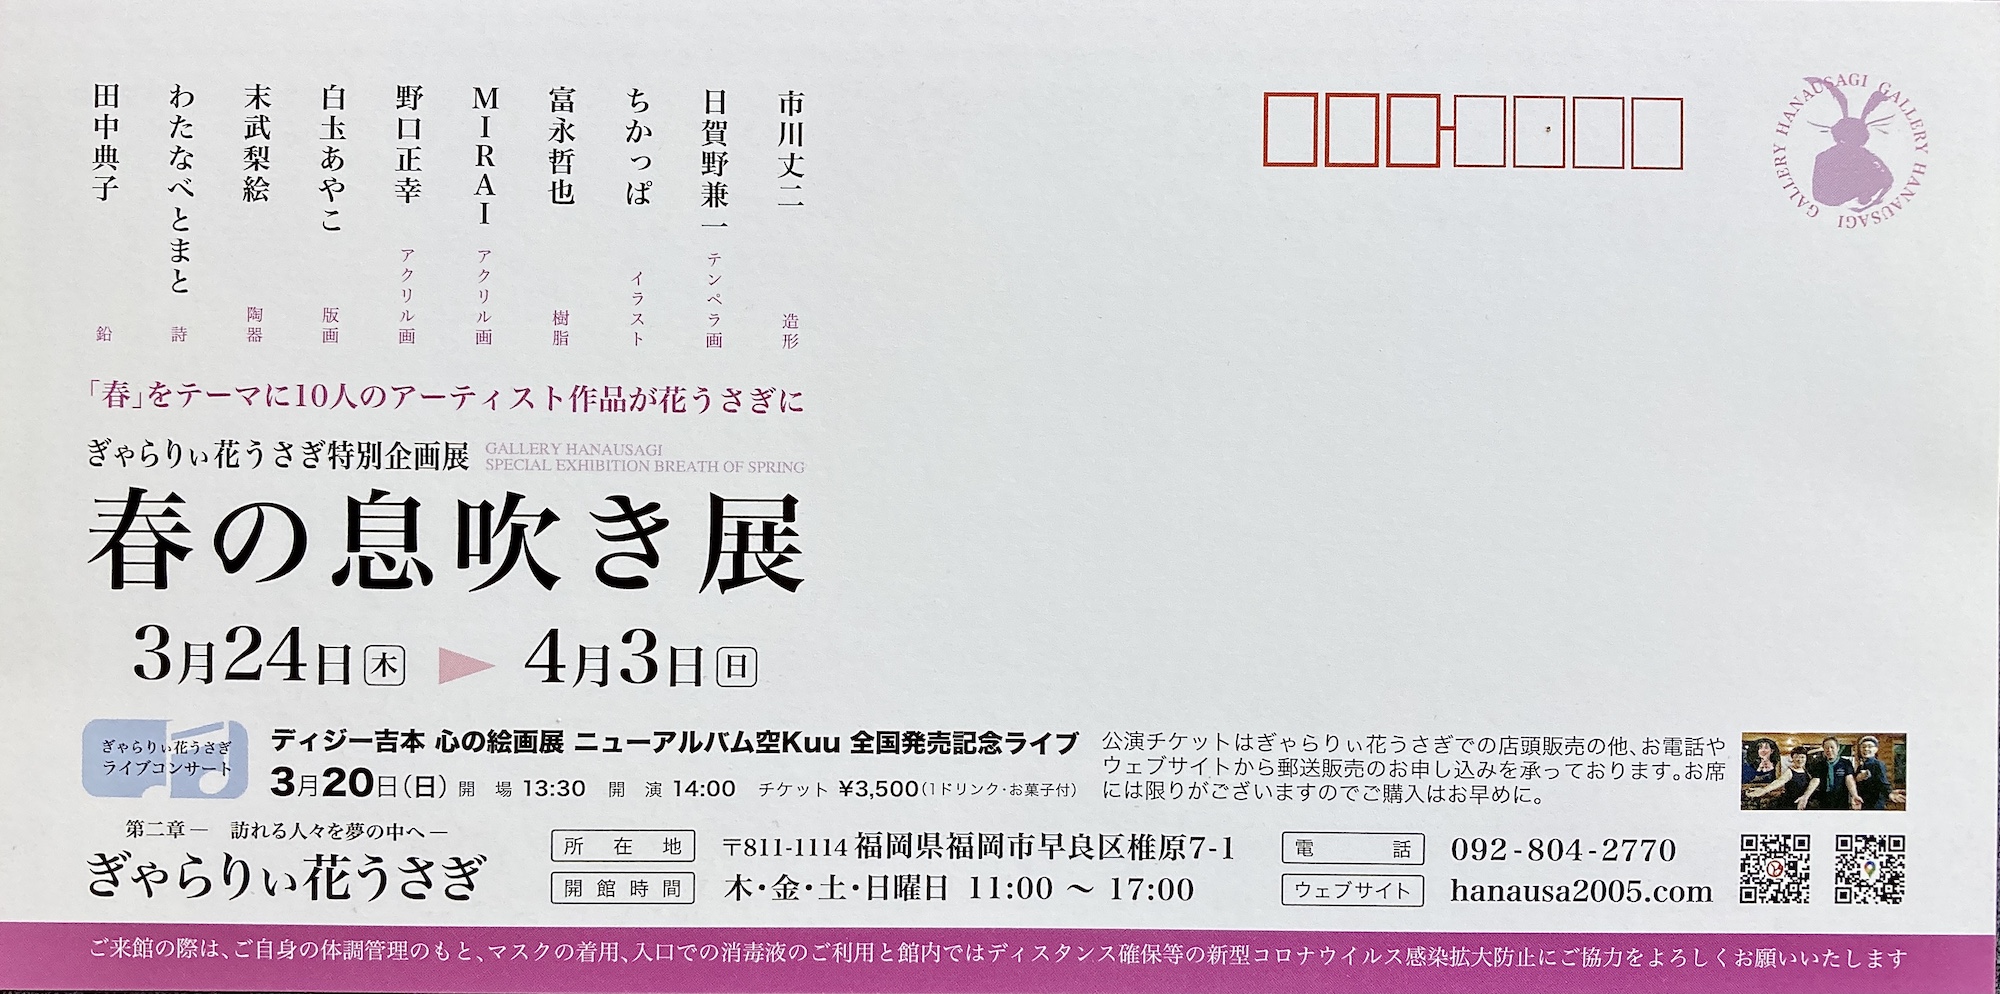 市川丈二 造形
日賀野兼一 テンペラ画
ちかっぱ イラスト
富永哲也 樹脂
MIRAI アクリル画
野口正幸 アクリル画
白玉あやこ 版画
末武梨絵 陶器
わたなべとまと 詩
田中典子 鉛
「春」をテーマに10人のアーティスト作品が花うさぎに
ぎゃらりぃ花うさぎ特別企画展
GALLERY HANAUSAGI
SPECIAL EXHIBITION BREATH OF SPRING
春の息吹き展
3月24日 木 ▶ 4月3日 日
GALLERY HANAUSAGI GALLERY HANAUSAGI
ぎゃらりぃ花うさぎ
ライブコンサート
ディジー吉本 心の絵画展 ニューアルバム空Kuu 全国発売記念ライブ
3月20日(日) 開 場 13:30 開 演 14:00 チケット ¥3,500(1ドリンク・お菓子付)
公演チケットはぎゃらりぃ花うさぎでの店頭販売の他、お電話や
ウェブサイトから郵送販売のお申し込みを承っております。お席
には限りがございますのでご購入はお早めに。
第二章― 訪れる人々を夢の中へ―
ぎゃらりぃ花うさぎ
所在地 〒811-1114 福岡県福岡市早良区椎原7-1
開館時間 木・金・土・日曜日 11:00 〜 17:00
電話 092-804-2770
ウェブサイト hanausa2005.com
ご来館の際は、ご自身の体調管理のもと、マスクの着用、入口での消毒液のご利用と館内ではディスタンス確保等の新型コロナウイルス感染拡大防止にご協力をよろしくお願いいたします